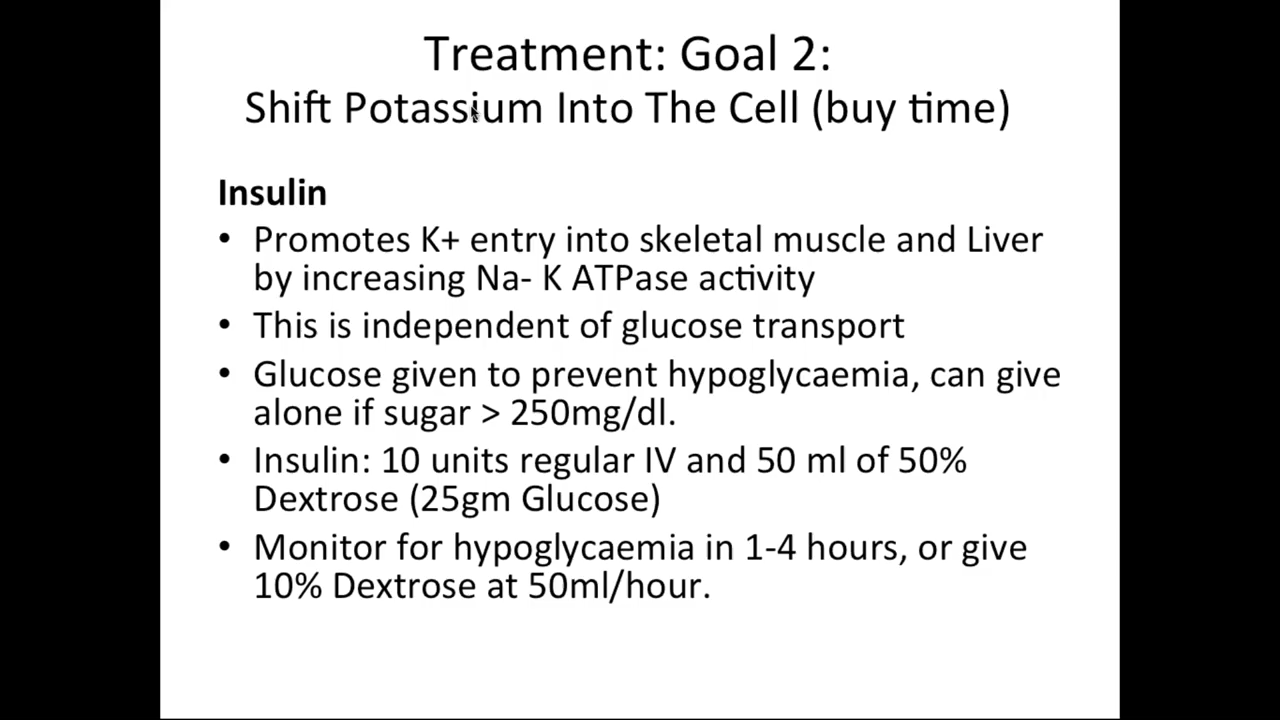 Treatment: Goal 2:
Shift Potassium Into The Cell (buy time)
Insulin
• Promotes K+ entry into skeletal muscle and Liver
by increasing Na- K ATPase activity
• This is independent of glucose transport
• Glucose given to prevent hypoglycaemia, can give
alone if sugar > 250mg/dl.
• Insulin: 10 units regular IV and 50 ml of 50%
Dextrose (25gm Glucose)
• Monitor for hypoglycaemia in 1-4 hours, or give
10% Dextrose at 50ml/hour.